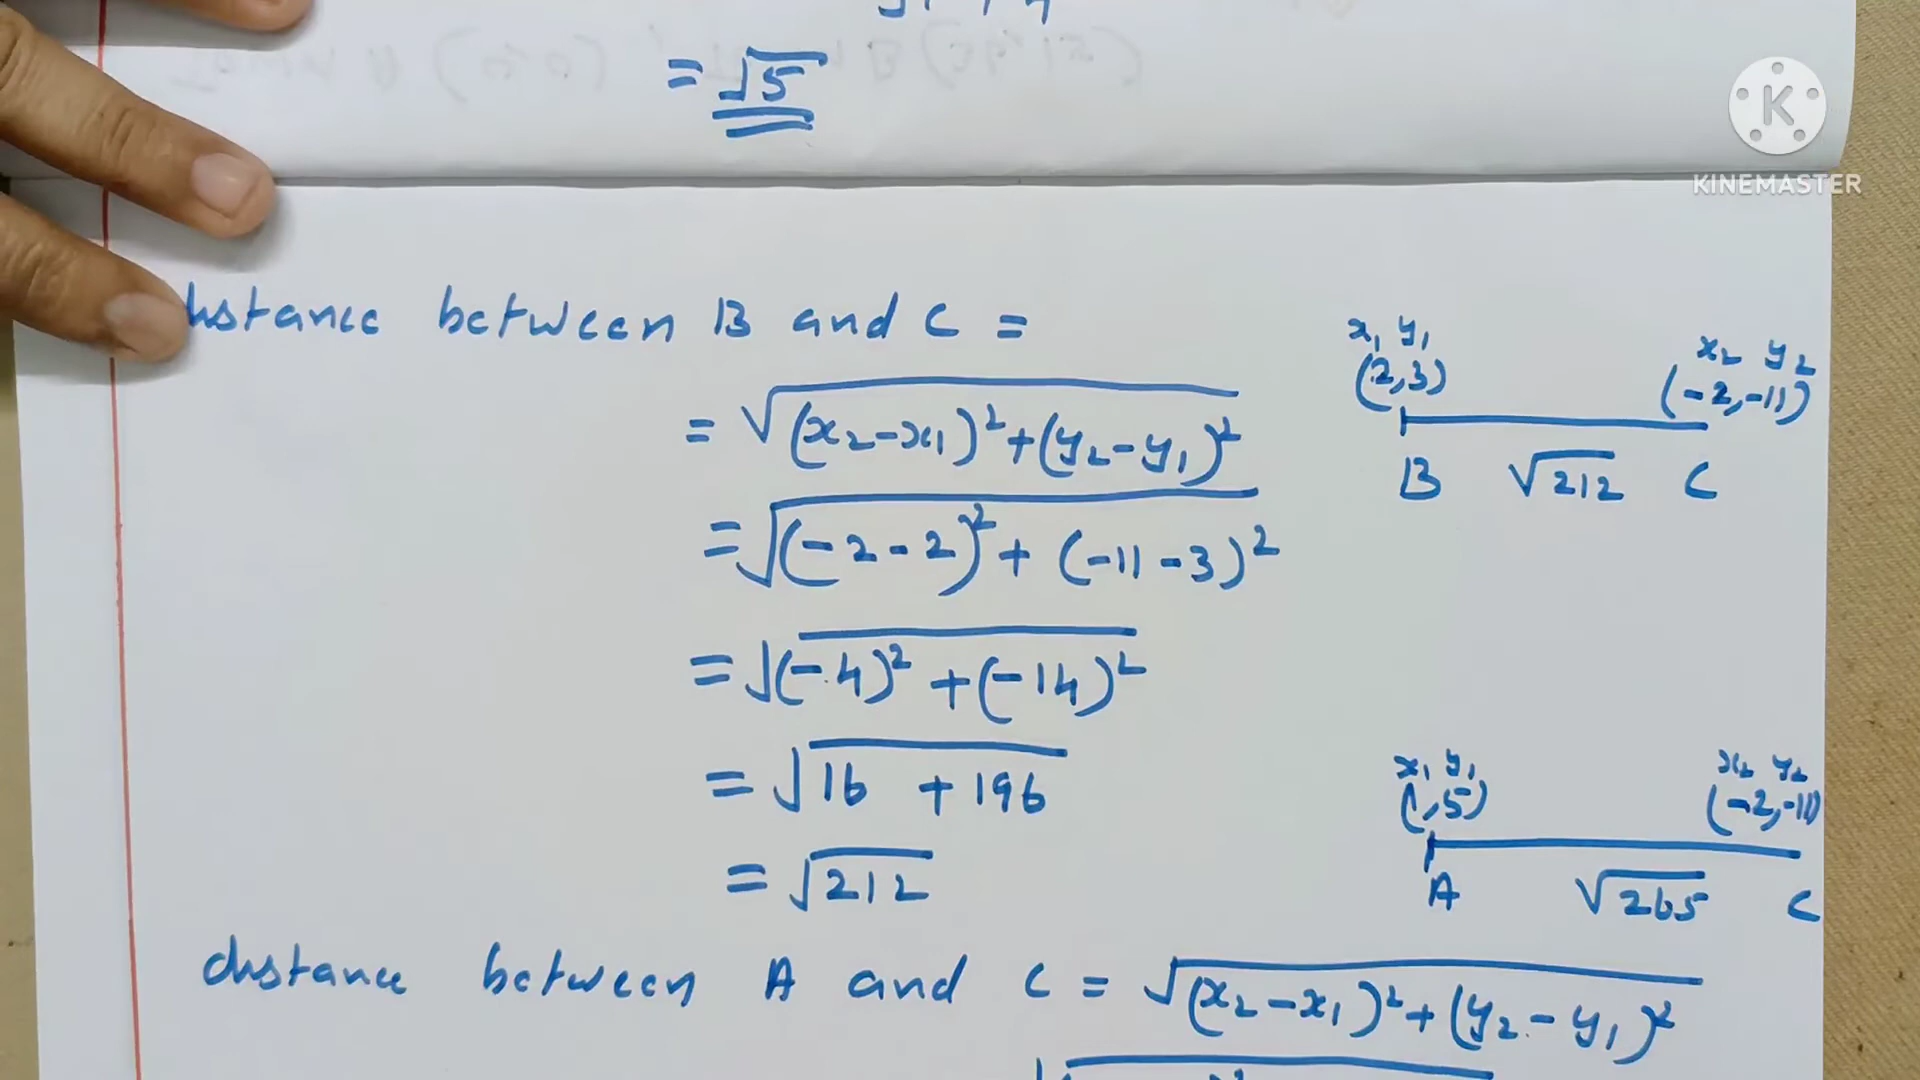 = √5
K
KINEMASTER
distance between B and C =
= √(x₂-x₁)²+(y₂-y₁)²
= √(-2-2)² + (-11-3)²
= √(-4)² + (-14)²
= √16 + 196
= √212
x₁ y₁
(2,3)
x₂ y₂
(-2,-11)
B √212 C
x₁ y₁
(1,5)
x₂ y₂
(-2,-11)
A √265 C
distance between A and C = √(x₂-x₁)²+(y₂-y₁)²